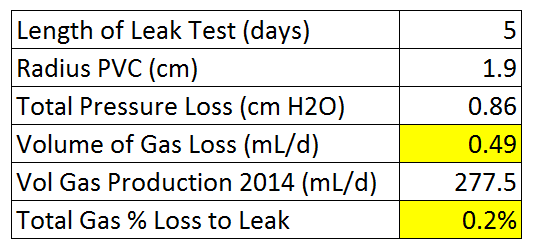 Length of Leak Test (days) 5
Radius PVC (cm) 1.9
Total Pressure Loss (cm H2O) 0.86
Volume of Gas Loss (mL/d) 0.49
Vol Gas Production 2014 (mL/d) 277.5
Total Gas % Loss to Leak 0.2%